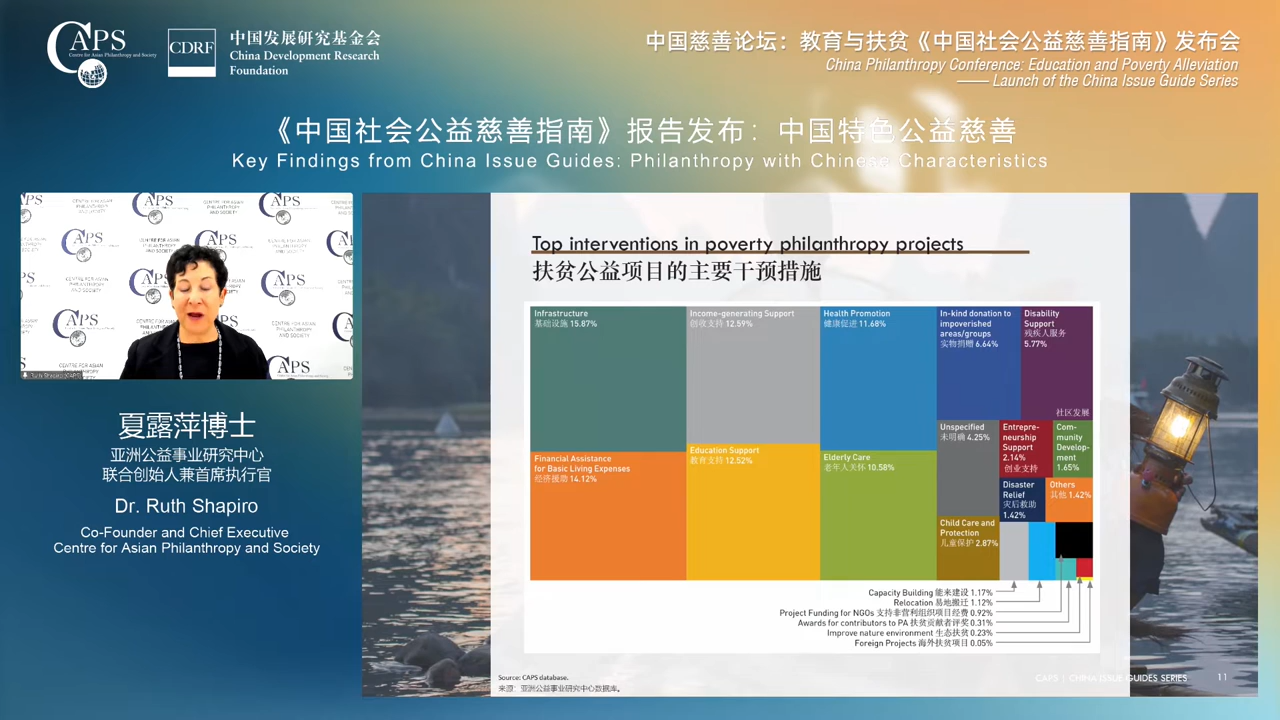 CAPS
Centre for Asian Philanthropy and Society
CDRF
中国发展研究基金会
China Development Research
Foundation
中国慈善论坛：教育与扶贫《中国社会公益慈善指南》发布会
China Philanthropy Conference: Education and Poverty Alleviation
—— Launch of the China Issue Guide Series
《中国社会公益慈善指南》报告发布：中国特色公益慈善
Key Findings from China Issue Guides: Philanthropy with Chinese Characteristics
夏露萍博士
亚洲公益事业研究中心
联合创始人兼首席执行官
Dr. Ruth Shapiro
Co-Founder and Chief Executive
Centre for Asian Philanthropy and Society
Top interventions in poverty philanthropy projects
扶贫公益项目的主要干预措施
Infrastructure
基础设施 15.87%
Financial Assistance
for Basic Living Expenses
经济援助 14.12%
Income-generating Support
创收支持 12.59%
Education Support
教育支持 12.52%
Health Promotion
健康促进 11.68%
Elderly Care
老年人关怀 10.58%
In-kind donation to
impoverished
areas/groups
实物捐赠 6.64%
Disability
Support
残疾人服务
5.77%
社区发展
Unspecified
未明确 4.25%
Entrepre-
neurship
Support
2.14%
创业支持
Com-
munity
Develop-
ment
1.65%
Disaster
Relief
灾后救助
1.42%
Others
其他 1.42%
Child Care and
Protection
儿童保护 2.87%
Capacity Building 能来建设 1.17%
Relocation 易地搬迁 1.12%
Project Funding for NGOs 支持非营利组织项目经费 0.92%
Awards for contributors to PA 扶贫贡献者评奖 0.31%
Improve nature environment 生态扶贫 0.23%
Foreign Projects 海外扶贫项目 0.05%
Source: CAPS database.
来源：亚洲公益事业研究中心数据库。
CAPS | CHINA ISSUE GUIDES SERIES 11